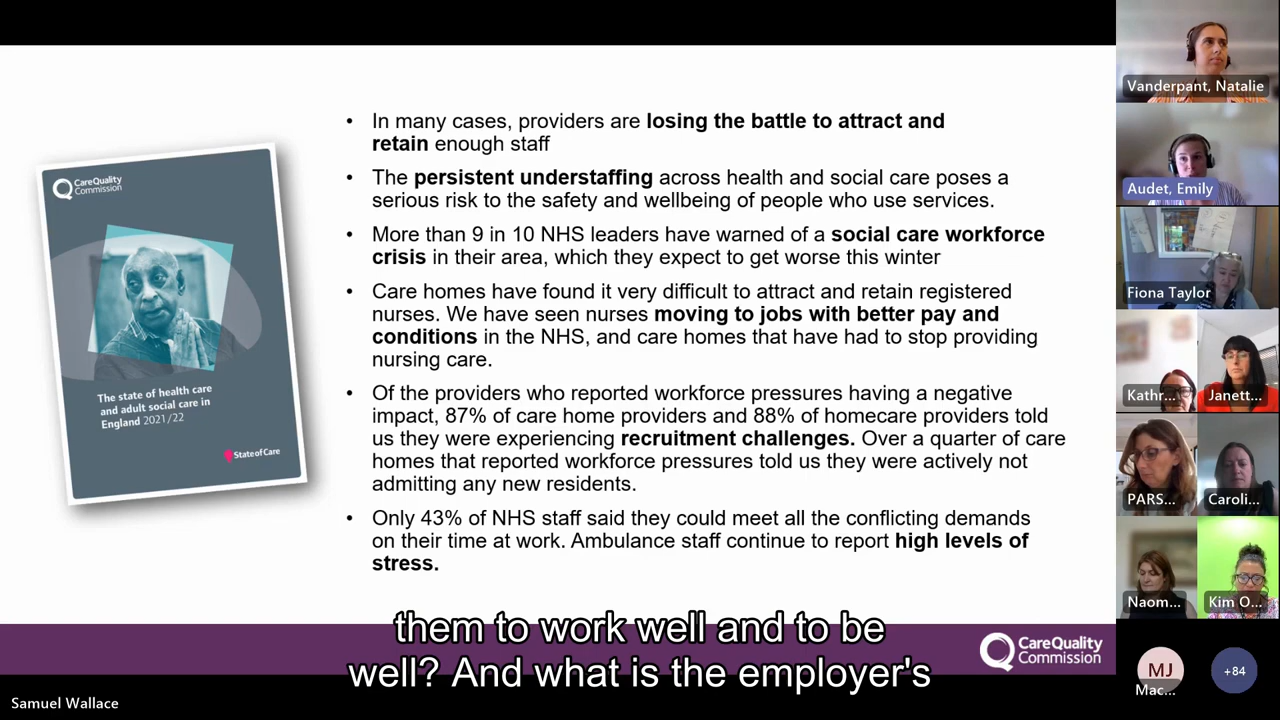 CareQuality
Commission
The state of health care
and adult social care in
England 2021/22
StateofCare
• In many cases, providers are losing the battle to attract and
retain enough staff
• The persistent understaffing across health and social care poses a
serious risk to the safety and wellbeing of people who use services.
• More than 9 in 10 NHS leaders have warned of a social care workforce
crisis in their area, which they expect to get worse this winter
• Care homes have found it very difficult to attract and retain registered
nurses. We have seen nurses moving to jobs with better pay and
conditions in the NHS, and care homes that have had to stop providing
nursing care.
• Of the providers who reported workforce pressures having a negative
impact, 87% of care home providers and 88% of homecare providers told
us they were experiencing recruitment challenges. Over a quarter of care
homes that reported workforce pressures told us they were actively not
admitting any new residents.
• Only 43% of NHS staff said they could meet all the conflicting demands
on their time at work. Ambulance staff continue to report high levels of
stress.
them to work well and to be
well? And what is the employer's
CareQuality
Commission
Samuel Wallace
Vanderpant, Natalie
Audet, Emily
Fiona Taylor
Kathr...
Janett...
PARS...
Caroli...
Naom...
Kim O...
MJ
Mac...
+84